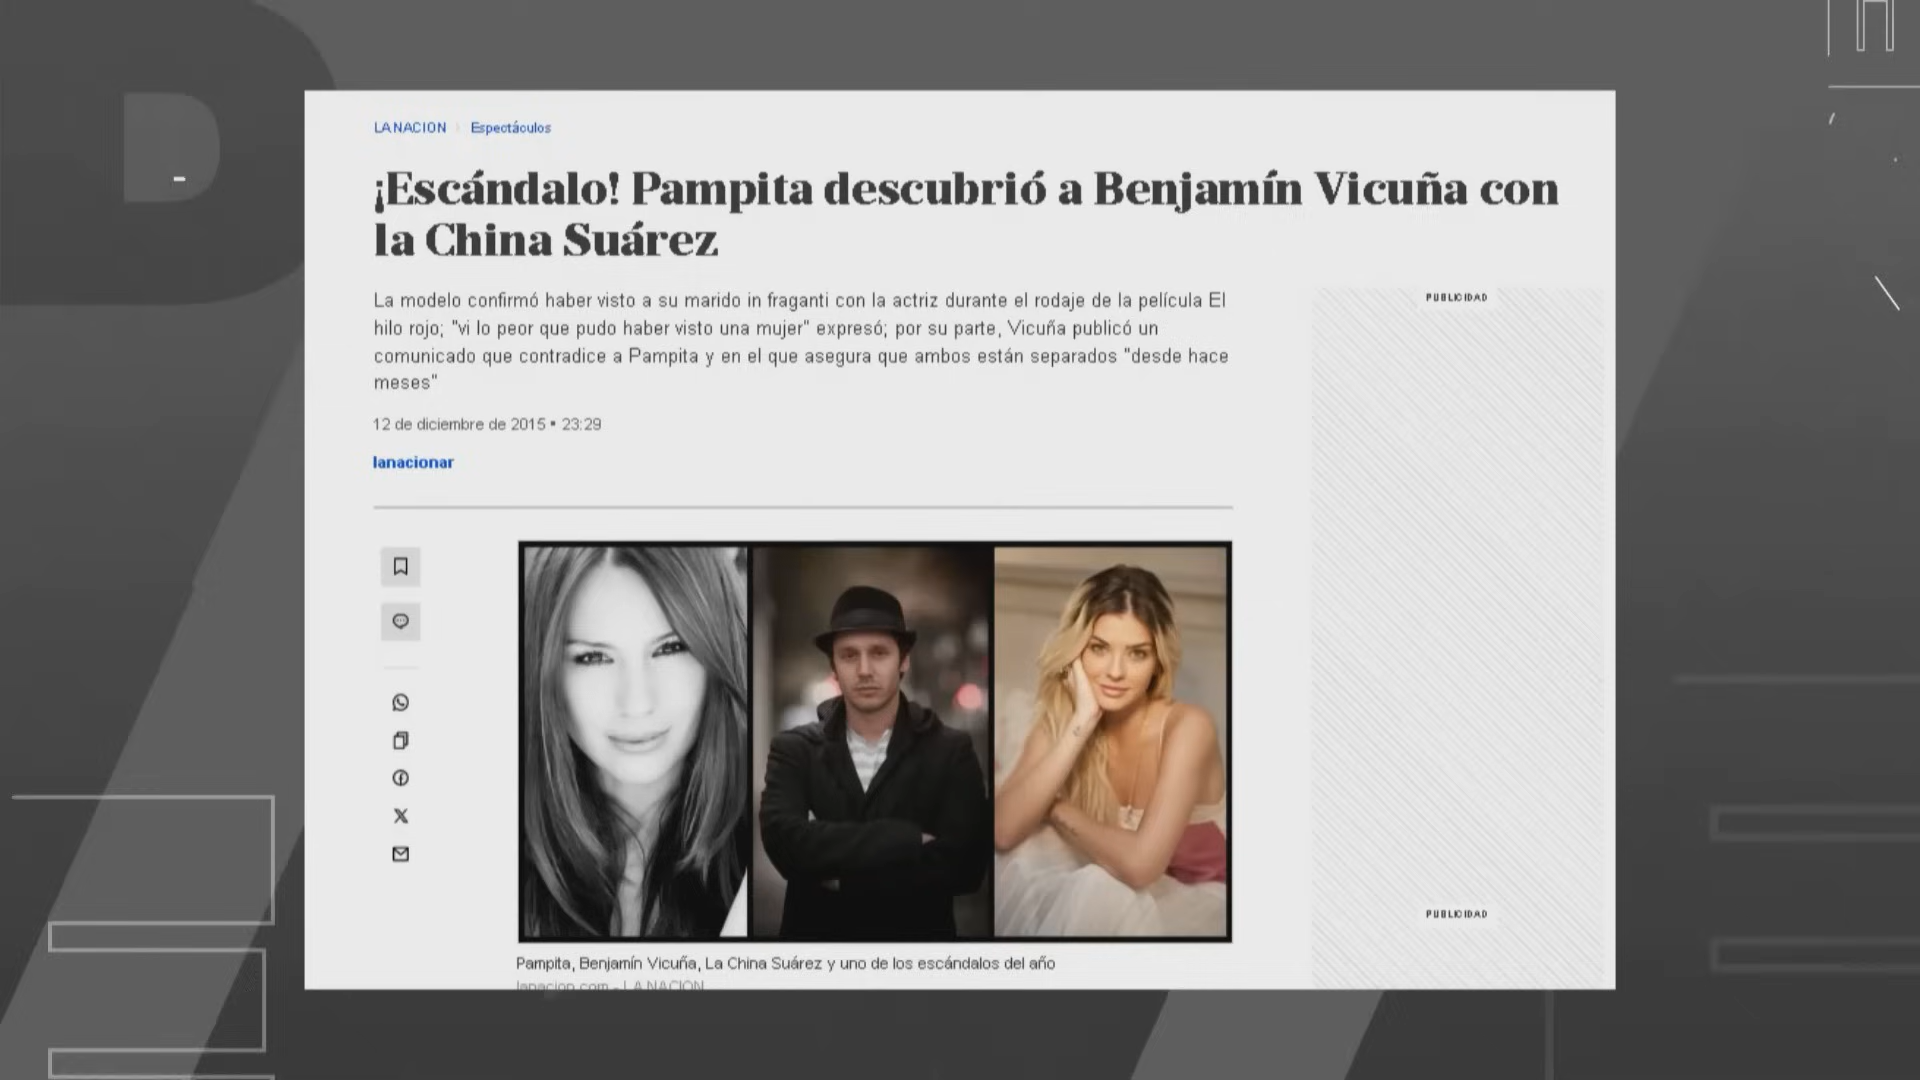 LA NACION Espectáculos
¡Escándalo! Pampita descubrió a Benjamín Vicuña con
la China Suárez
La modelo confirmó haber visto a su marido in fraganti con la actriz durante el rodaje de la película El
hilo rojo; "vi lo peor que pudo haber visto una mujer" expresó; por su parte, Vicuña publicó un
comunicado que contradice a Pampita y en el que asegura que ambos están separados "desde hace
meses"
PUBLICIDAD
12 de diciembre de 2015 • 23:29
lanacionar
PUBLICIDAD
Pampita, Benjamín Vicuña, La China Suárez y uno de los escándalos del año
lanacion.com - LA NACION